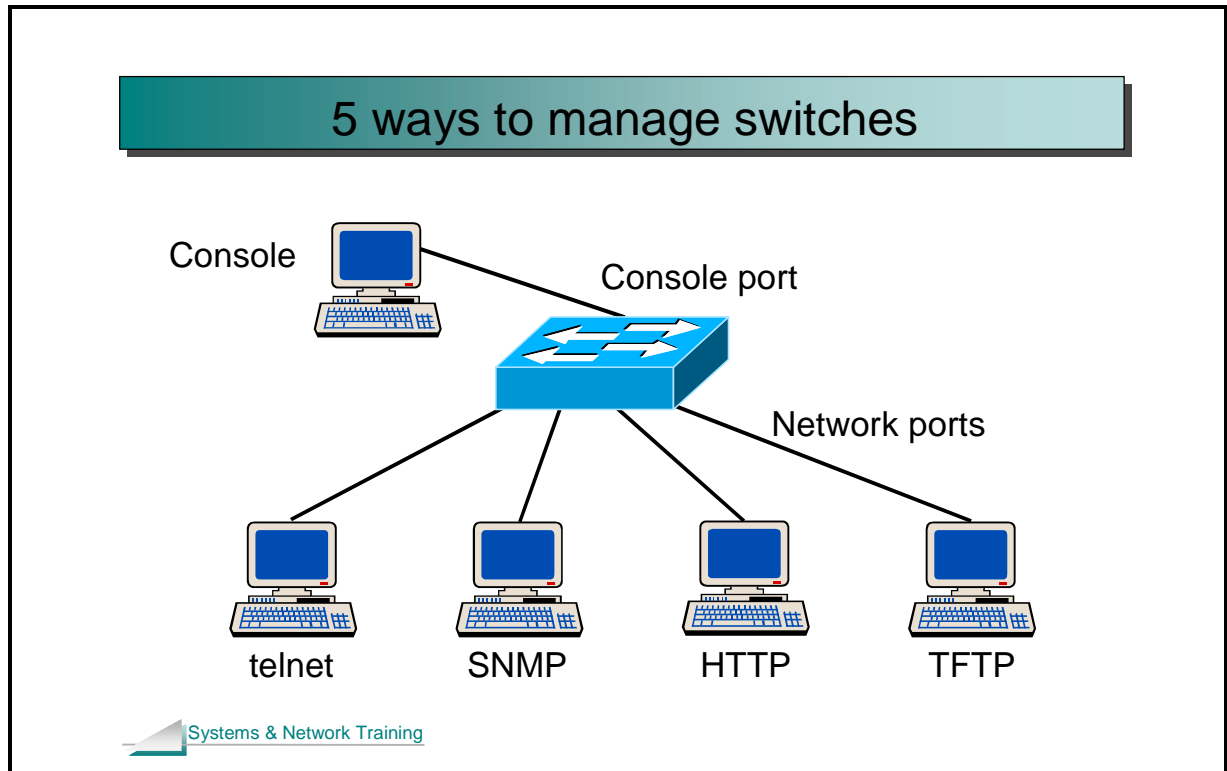 5 ways to manage switches
Console
Console port
Network ports
telnet
SNMP
HTTP
TFTP
Systems & Network Training